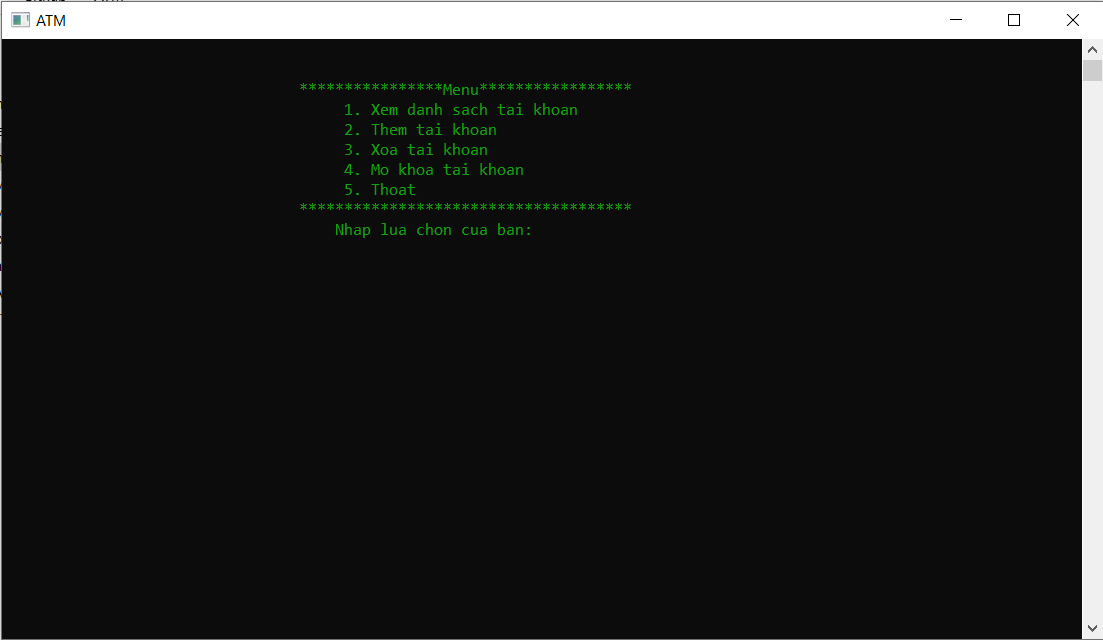 ATM
****************Menu*****************
1. Xem danh sach tai khoan
2. Them tai khoan
3. Xoa tai khoan
4. Mo khoa tai khoan
5. Thoat
*************************************
Nhap lua chon cua ban: